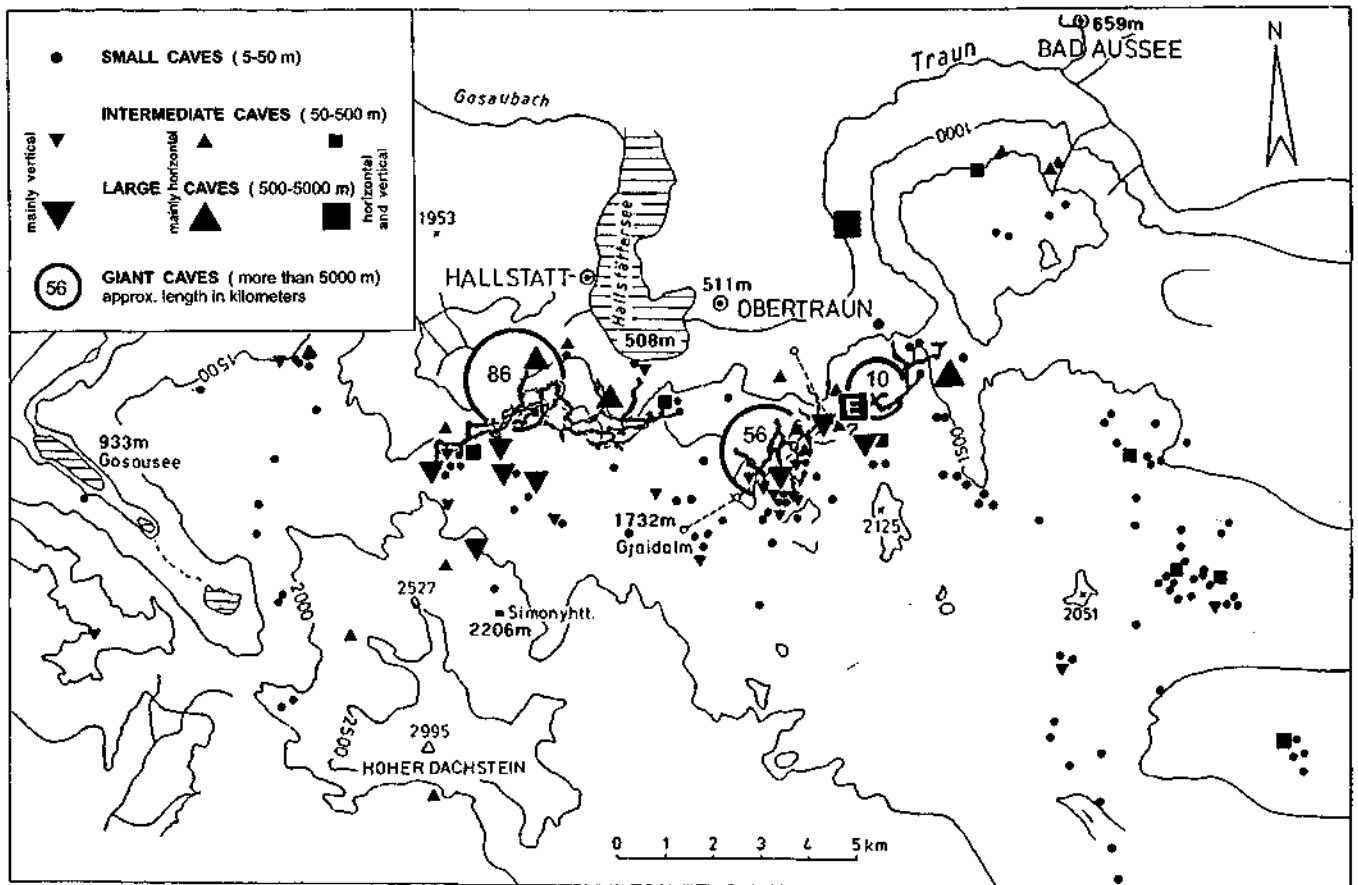 SMALL CAVES (5-50 m)
INTERMEDIATE CAVES (50-500 m)
mainly vertical
mainly horizontal
horizontal and vertical
LARGE CAVES (500-5000 m)
56
GIANT CAVES (more than 5000 m)
approx. length in kilometers
659m
BAD AUSSEE
Traun
N
Gosaubach
1000
1953
Hallstättersee
HALLSTATT
511m
OBERTRAUN
508m
1500
86
10
E
?
56
1500
933m
Gosausee
1732m
Gjaidalm
2125
2000
2527
Simonyhtt.
2206m
2051
2500
2995
HOHER DACHSTEIN
0 1 2 3 4 5 km